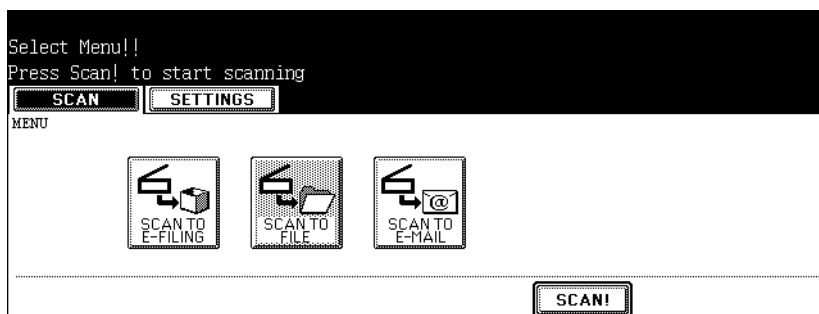 Select Menu!!
Press Scan! to start scanning
SCAN SETTINGS
MENU
SCAN TO
E-FILING
SCAN TO
FILE
@
SCAN TO
E-MAIL
SCAN!